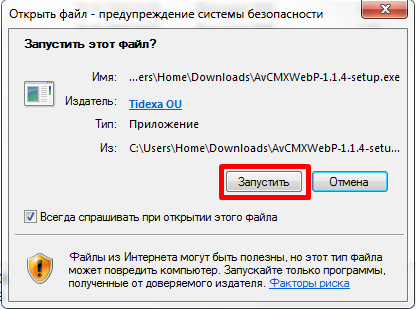 Открыть файл - предупреждение системы безопасности
Запустить этот файл?
Имя: ...ers\Home\Downloads\AvCMXWebP-1.1.4-setup.exe
Издатель: Tidexa OU
Тип: Приложение
Из: C:\Users\Home\Downloads\AvCMXWebP-1.1.4-setu...
Запустить Отмена
Всегда спрашивать при открытии этого файла
Файлы из Интернета могут быть полезны, но этот тип файла
может повредить компьютер. Запускайте только программы,
полученные от доверяемого издателя. Факторы риска